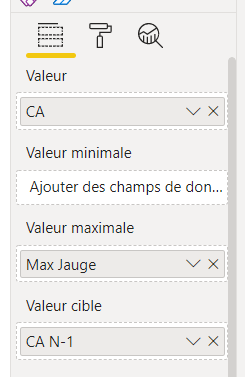 Valeur
CA
Valeur minimale
Ajouter des champs de don...
Valeur maximale
Max Jauge
Valeur cible
CA N-1